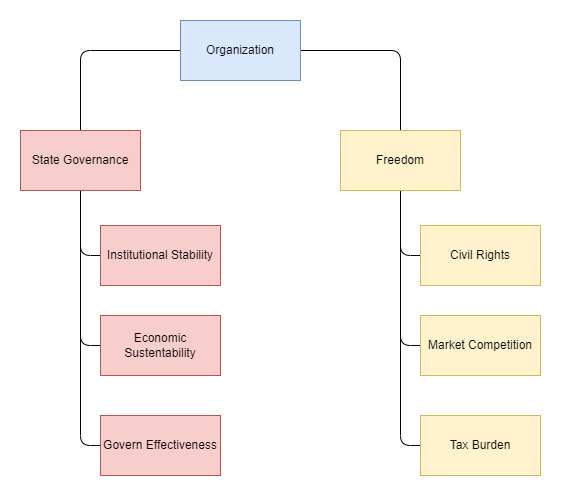 Organization
State Governance
Freedom
Institutional Stability
Civil Rights
Economic
Sustentability
Market Competition
Govern Effectiveness
Tax Burden